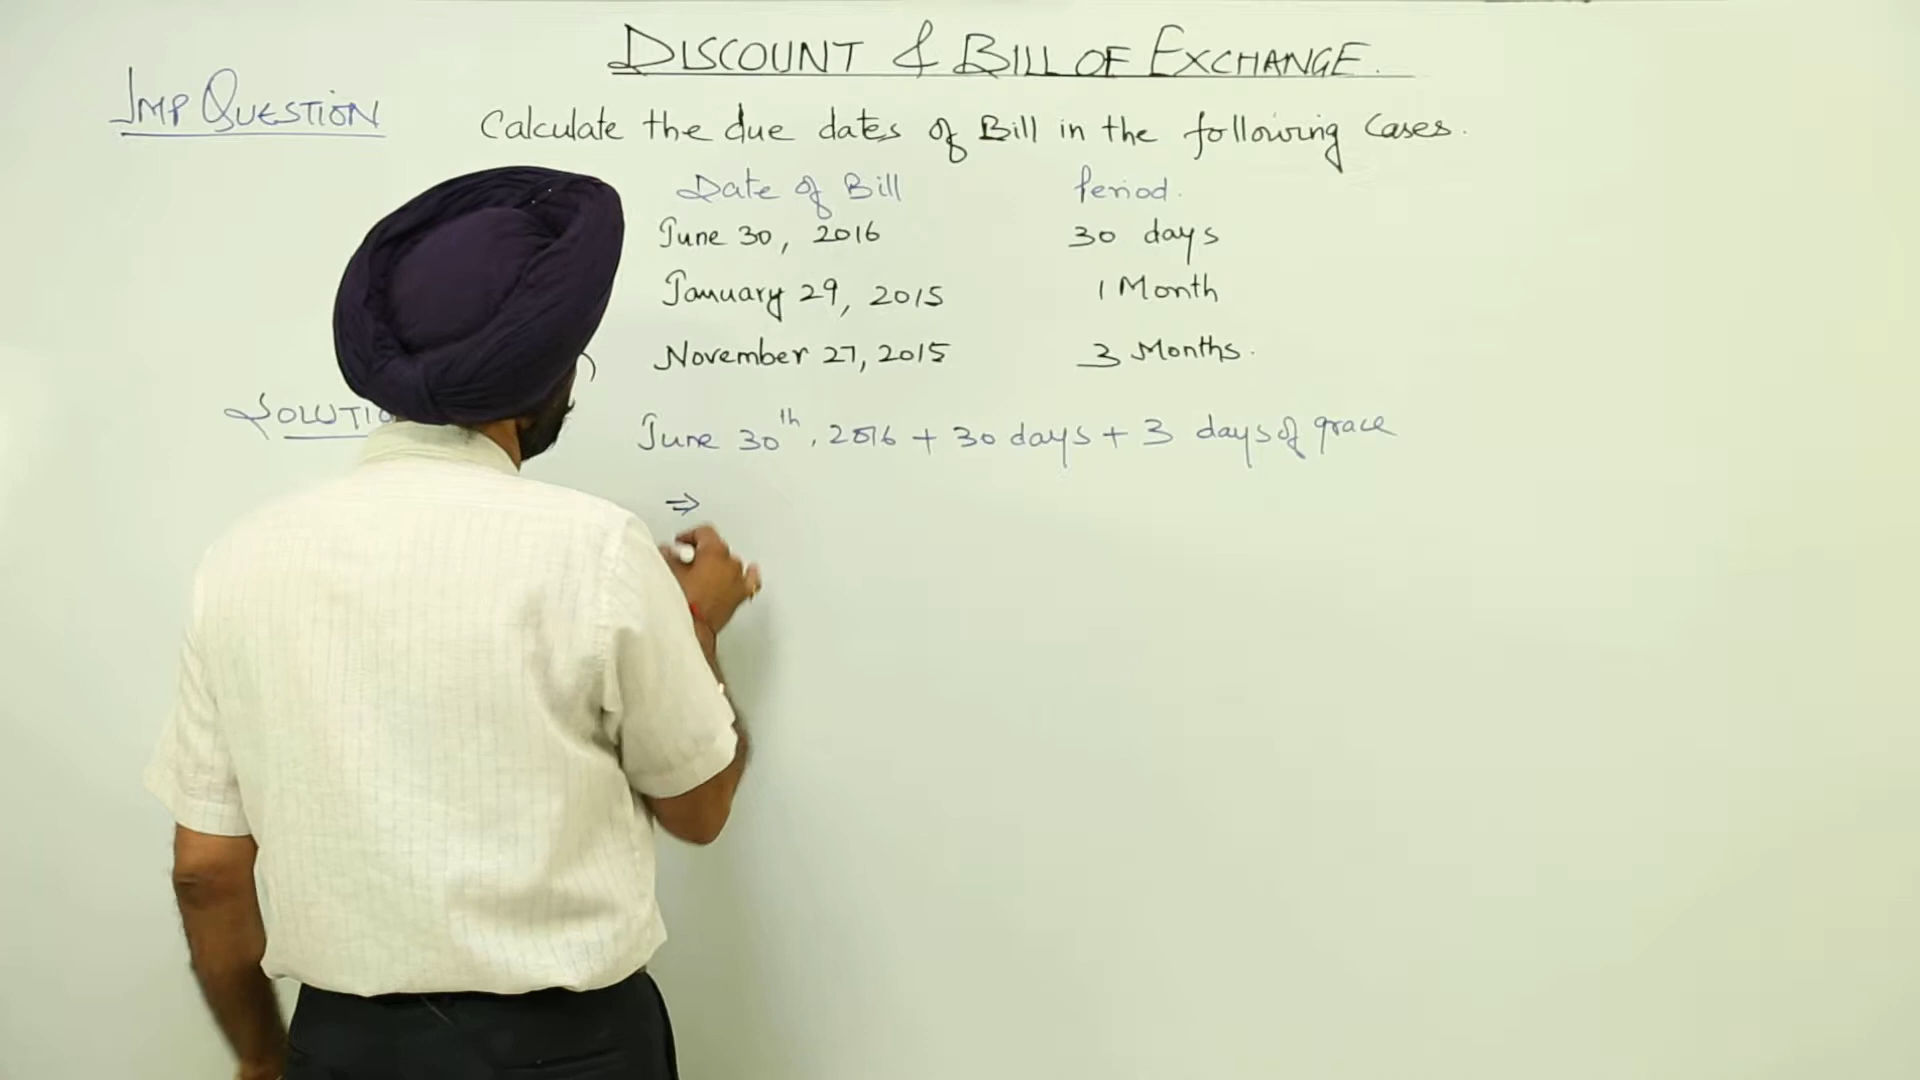 DISCOUNT & BILL OF EXCHANGE.
IMP QUESTION
Calculate the due dates of Bill in the following Cases.
Date of Bill Period.
June 30, 2016 30 days
January 29, 2015 1 Month
November 27, 2015 3 Months.
June 30th, 2016 + 30 days + 3 days of grace
⇒